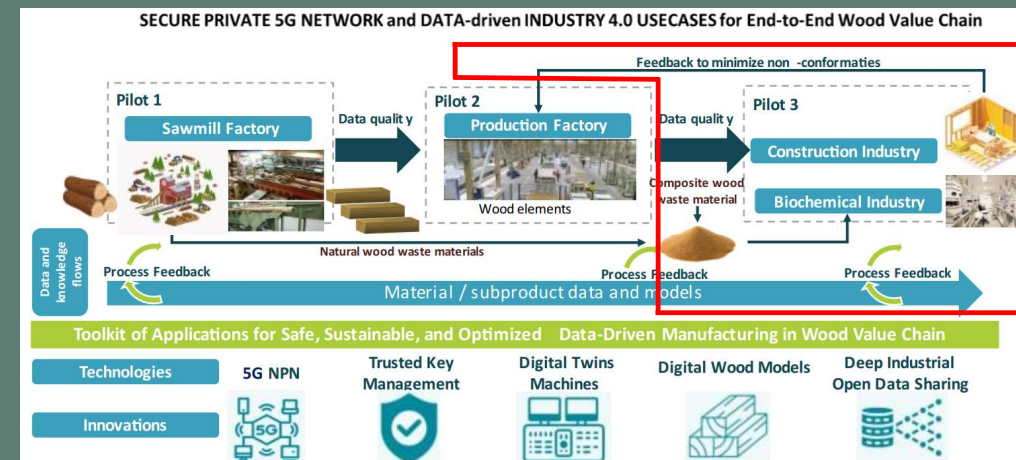 SECURE PRIVATE 5G NETWORK and DATA-driven INDUSTRY 4.0 USECASES for End-to-End Wood Value Chain
Feedback to minimize non -conformaties
Pilot 1
Sawmill Factory
Data quality
Pilot 2
Production Factory
Wood elements
Data quality
Pilot 3
Construction Industry
Biochemical Industry
Composite wood
waste material
Natural wood waste materials
Data and
knowledge
flows
Process Feedback
Process Feedback
Process Feedback
Material / subproduct data and models
Toolkit of Applications for Safe, Sustainable, and Optimized Data-Driven Manufacturing in Wood Value Chain
Technologies
5G NPN
Trusted Key
Management
Digital Twins
Machines
Digital Wood Models
Deep Industrial
Open Data Sharing
Innovations
5G